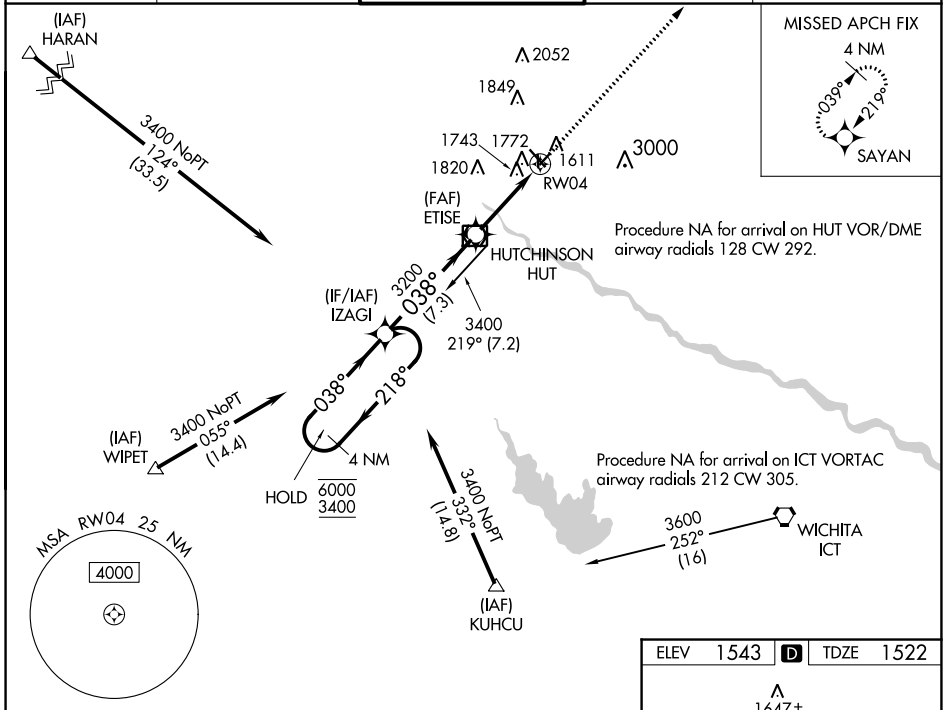 (IAF)
HARAN
3400 NoPT
124°
(33.5)
2052
1849
1743
1772
1820
1611
3000
RW04
MISSED APCH FIX
4 NM
039°
219°
SAYAN
(FAF)
ETISE
HUTCHINSON
HUT
Procedure NA for arrival on HUT VOR/DME
airway radials 128 CW 292.
3200
038°
(7.3)
(IF/IAF)
IZAGI
3400
219° (7.2)
038°
218°
3400 NoPT
055°
(14.4)
(IAF)
WIPET
4 NM
HOLD
6000
3400
3400 NoPT
332°
(14.8)
(IAF)
KUHCU
Procedure NA for arrival on ICT VORTAC
airway radials 212 CW 305.
3600
252°
(16)
WICHITA
ICT
MSA RW04 25 NM
4000
ELEV 1543 D TDZE 1522
1647±